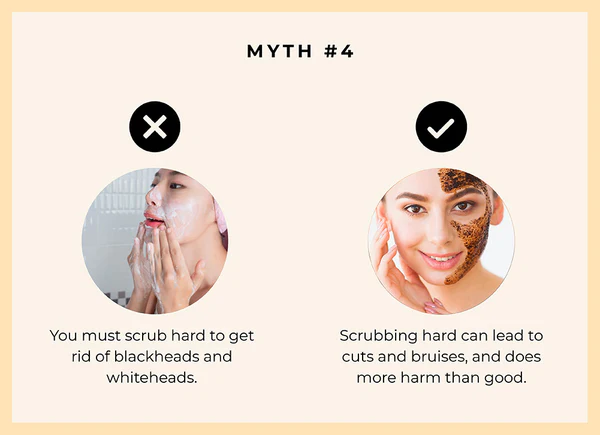 MYTH #4
You must scrub hard to get
rid of blackheads and
whiteheads.
Scrubbing hard can lead to
cuts and bruises, and does
more harm than good.